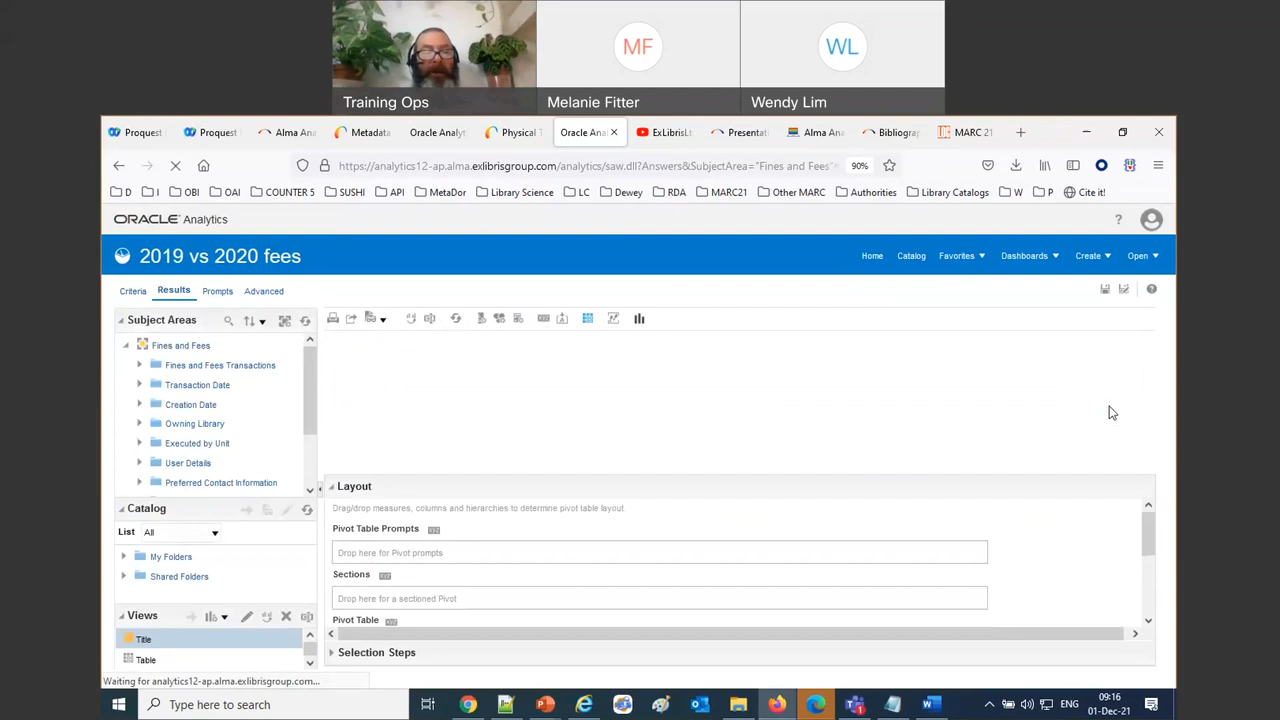 MF
WL
Training Ops
Melanie Fitter
Wendy Lim
Proquest
Proquest
Alma An
Metadata
Oracle Analyt
Physical T
Oracle Anal
ExLibrisLt
Presentati
Alma An
Bibliograp
MARC 21
https://analytics12-ap.alma.exlibrisgroup.com/analytics/saw.dll?Answers&SubjectArea="Fines and Fees"
90%
D
I
OBI
OAI
COUNTER 5
SUSHI
API
MetaDor
Library Science
LC
Dewey
RDA
MARC21
Other MARC
Authorities
Library Catalogs
W
P
Cite it!
ORACLE Analytics
?
2019 vs 2020 fees
Home
Catalog
Favorites
Dashboards
Create
Open
Criteria
Results
Prompts
Advanced
Subject Areas
Fines and Fees
Fines and Fees Transactions
Transaction Date
Creation Date
Owning Library
Executed by Unit
User Details
Preferred Contact Information
Catalog
List
All
My Folders
Shared Folders
Views
Title
Table
Layout
Drag/drop measures, columns and hierarchies to determine pivot table layout.
Pivot Table Prompts
Drop here for Pivot prompts
Sections
Drop here for a sectioned Pivot
Pivot Table
Selection Steps
Waiting for analytics12-ap.alma.exlibrisgroup.com...
Type here to search
ENG
09:16
01-Dec-21